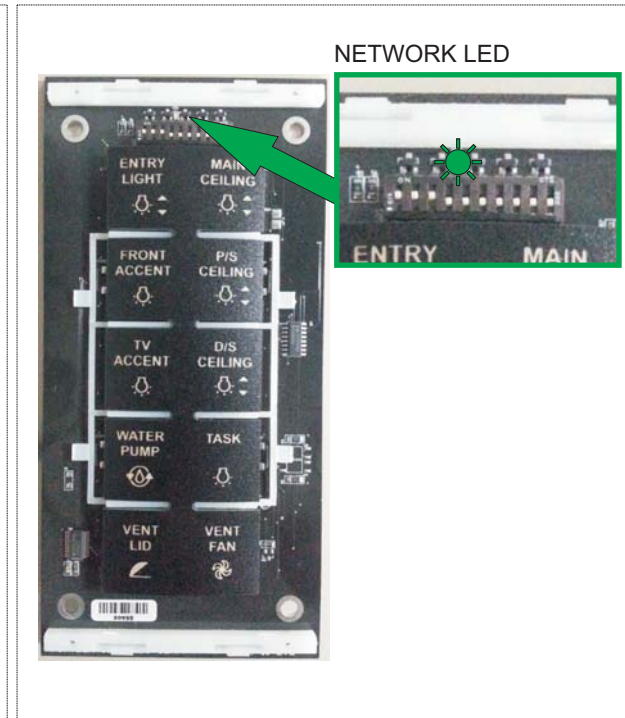 NETWORK LED
ENTRY
LIGHT
MAIN
CEILING
ENTRY MAIN
FRONT
ACCENT
P/S
CEILING
TV
ACCENT
D/S
CEILING
WATER
PUMP
TASK
VENT
LID
VENT
FAN